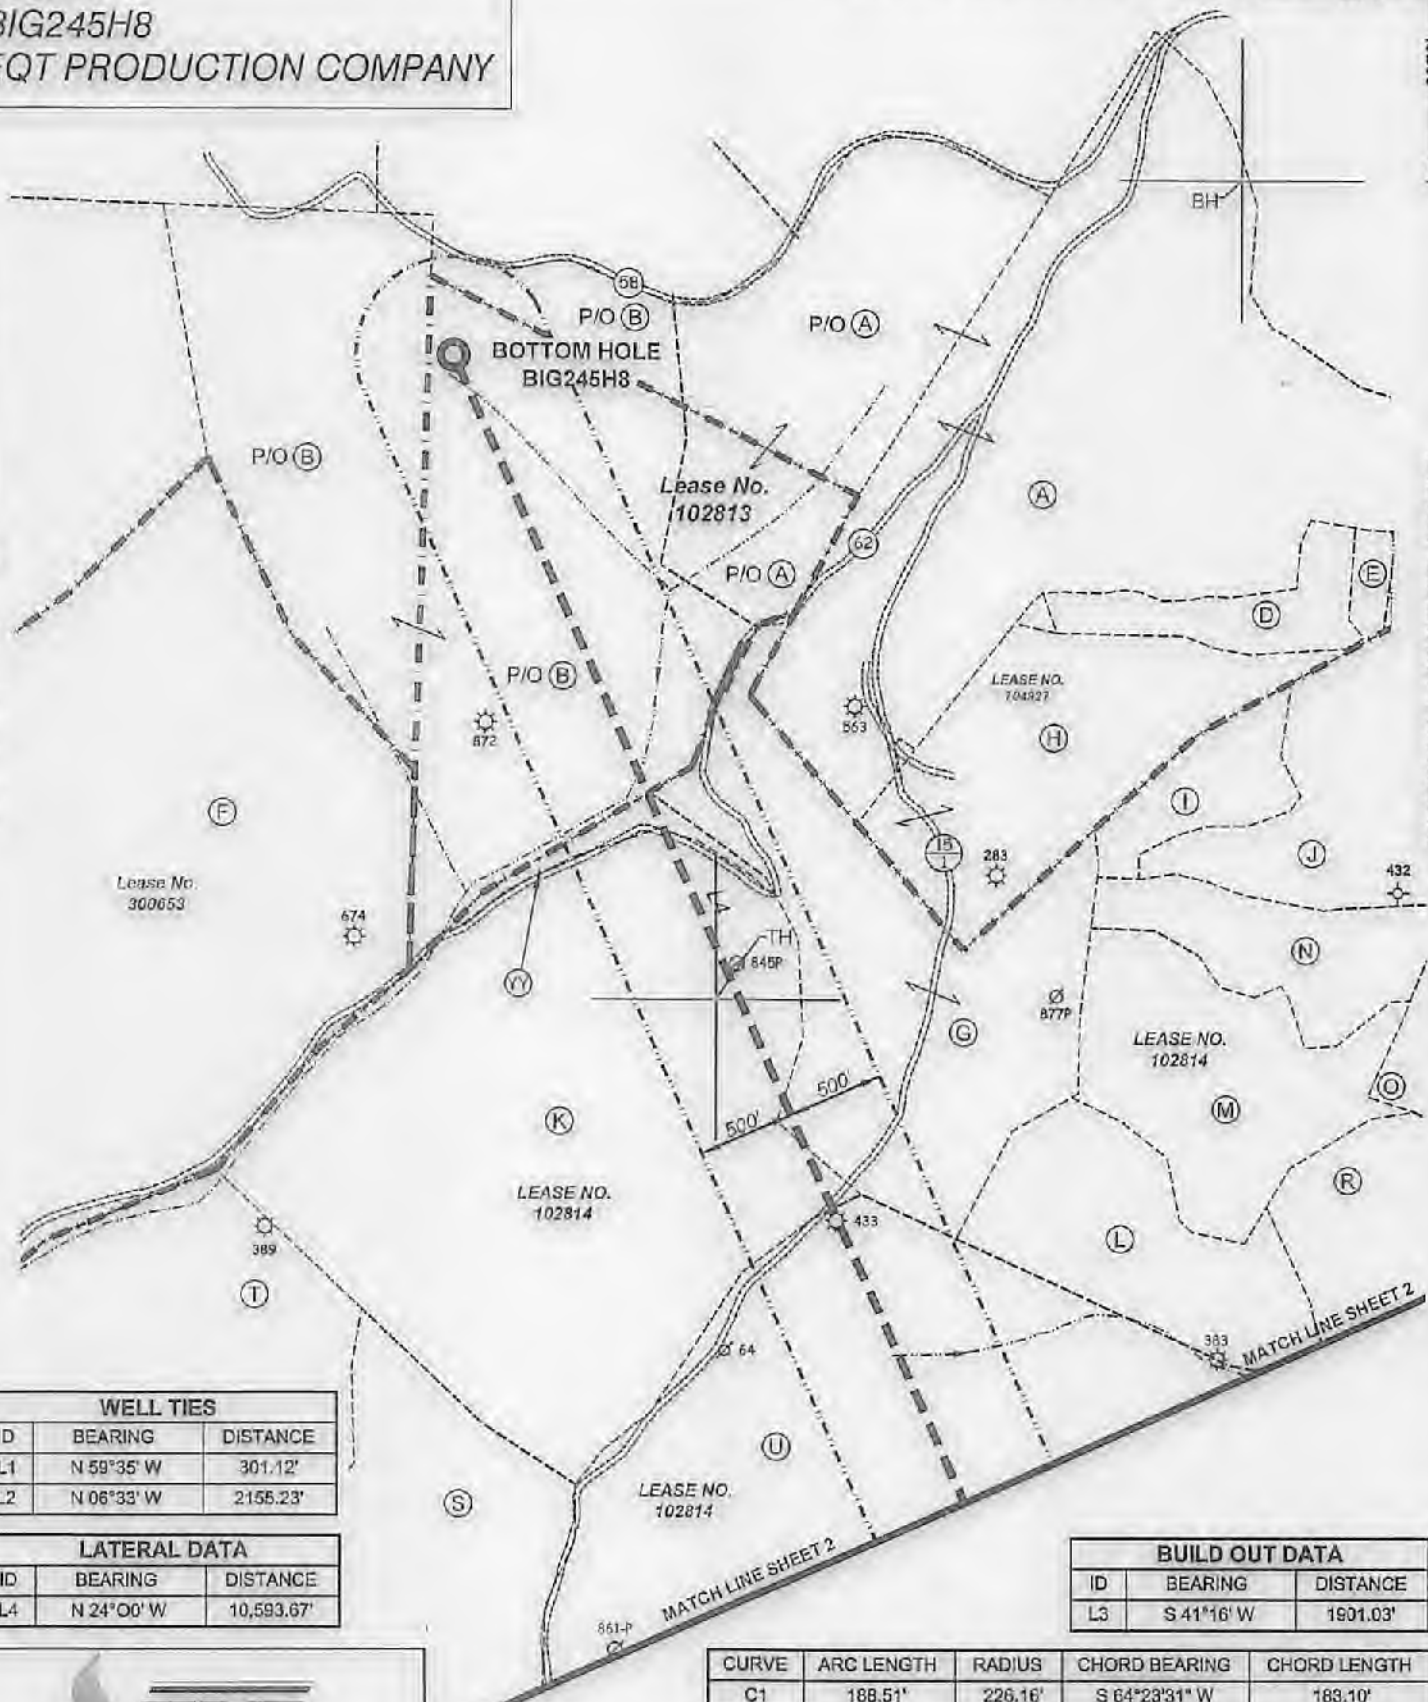 BIG245H8
EQT PRODUCTION COMPANY
BH
58
P/O B
P/O A
BOTTOM HOLE
BIG245H8
P/O B
Lease No.
102813
A
62
P/O A
E
D
P/O B
LEASE NO.
104927
872
863
H
F
I
15
1
283
J
432
Lease No.
300653
674
TH
845P
N
YY
877P
G
LEASE NO.
102814
O
500'
500'
M
K
R
LEASE NO.
102814
433
389
L
T
64
383
MATCH LINE SHEET 2
U
LEASE NO.
102814
S
MATCH LINE SHEET 2
861-P
WELL TIES
ID BEARING DISTANCE
L1 N 59°35' W 301.12'
L2 N 06°33' W 2155.23'
LATERAL DATA
ID BEARING DISTANCE
L4 N 24°00' W 10,593.67'
BUILD OUT DATA
ID BEARING DISTANCE
L3 S 41°16' W 1901.03'
CURVE ARC LENGTH RADIUS CHORD BEARING CHORD LENGTH
C1 188.51' 226.16' S 64°23'31" W 183.10'